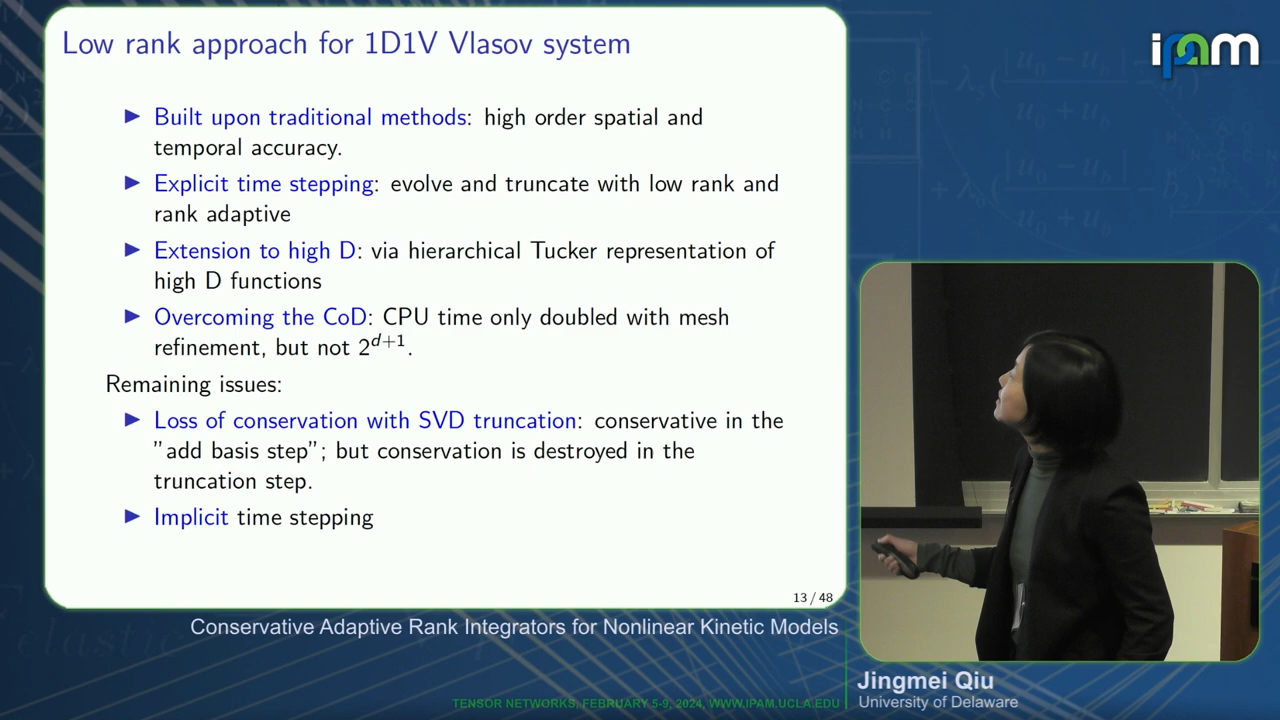 Low rank approach for 1D1V Vlasov system
▶ Built upon traditional methods: high order spatial and
temporal accuracy.
▶ Explicit time stepping: evolve and truncate with low rank and
rank adaptive
▶ Extension to high D: via hierarchical Tucker representation of
high D functions
▶ Overcoming the CoD: CPU time only doubled with mesh
refinement, but not 2^{d+1}.
Remaining issues:
▶ Loss of conservation with SVD truncation: conservative in the
"add basis step"; but conservation is destroyed in the
truncation step.
▶ Implicit time stepping
13 / 48
ipam
Conservative Adaptive Rank Integrators for Nonlinear Kinetic Models
Jingmei Qiu
University of Delaware
TENSOR NETWORKS, FEBRUARY 5-9, 2024, WWW.IPAM.UCLA.EDU